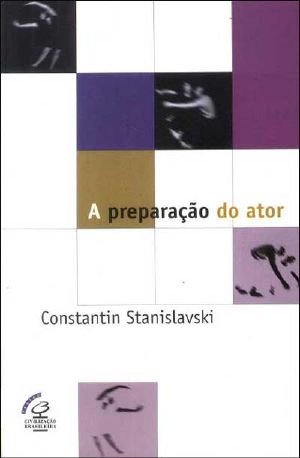 A preparação do ator
Constantin Stanislavski
CIVILIZAÇÃO
BRASILEIRA